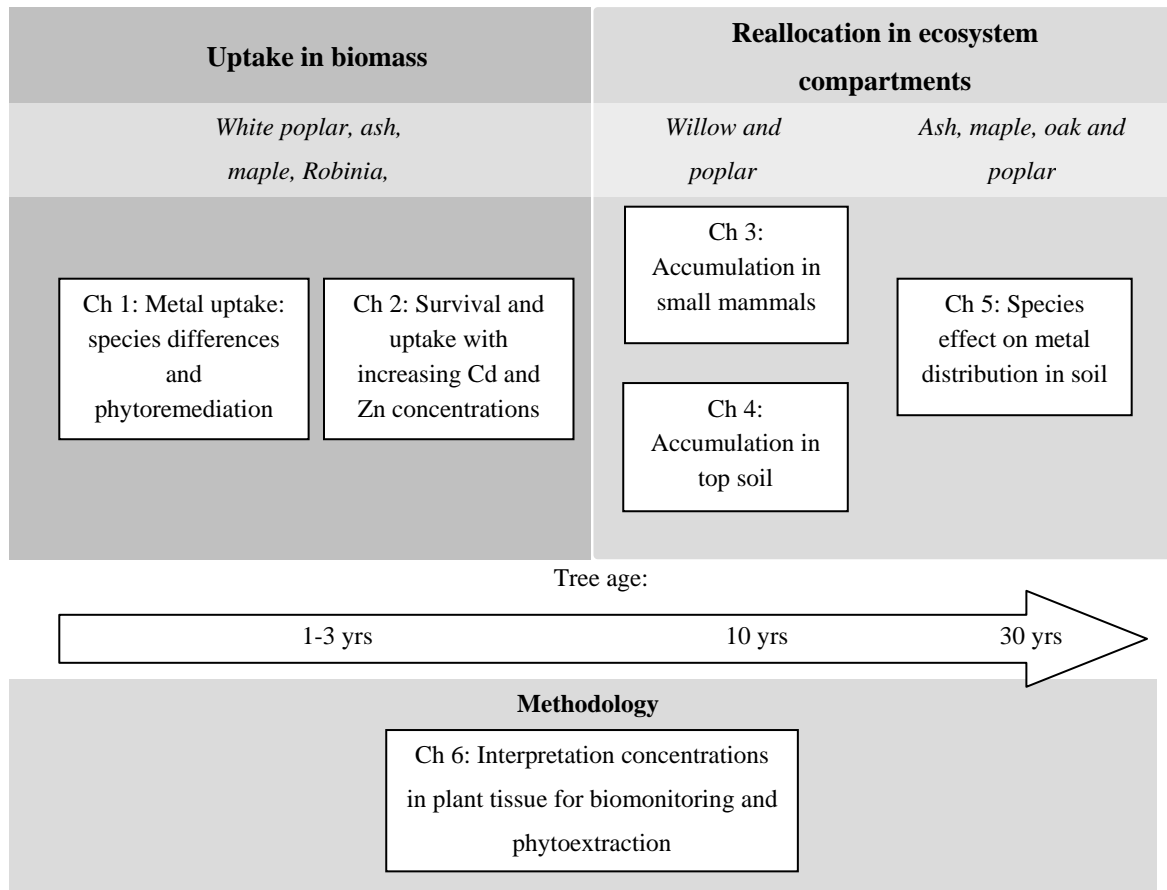 Uptake in biomass
Reallocation in ecosystem
compartments
White poplar, ash,
maple, Robinia,
Willow and
poplar
Ash, maple, oak and
poplar
Ch 1: Metal uptake:
species differences
and
phytoremediation
Ch 2: Survival and
uptake with
increasing Cd and
Zn concentrations
Ch 3:
Accumulation in
small mammals
Ch 4:
Accumulation in
top soil
Ch 5: Species
effect on metal
distribution in soil
Tree age:
1-3 yrs
10 yrs
30 yrs
Methodology
Ch 6: Interpretation concentrations
in plant tissue for biomonitoring and
phytoextraction